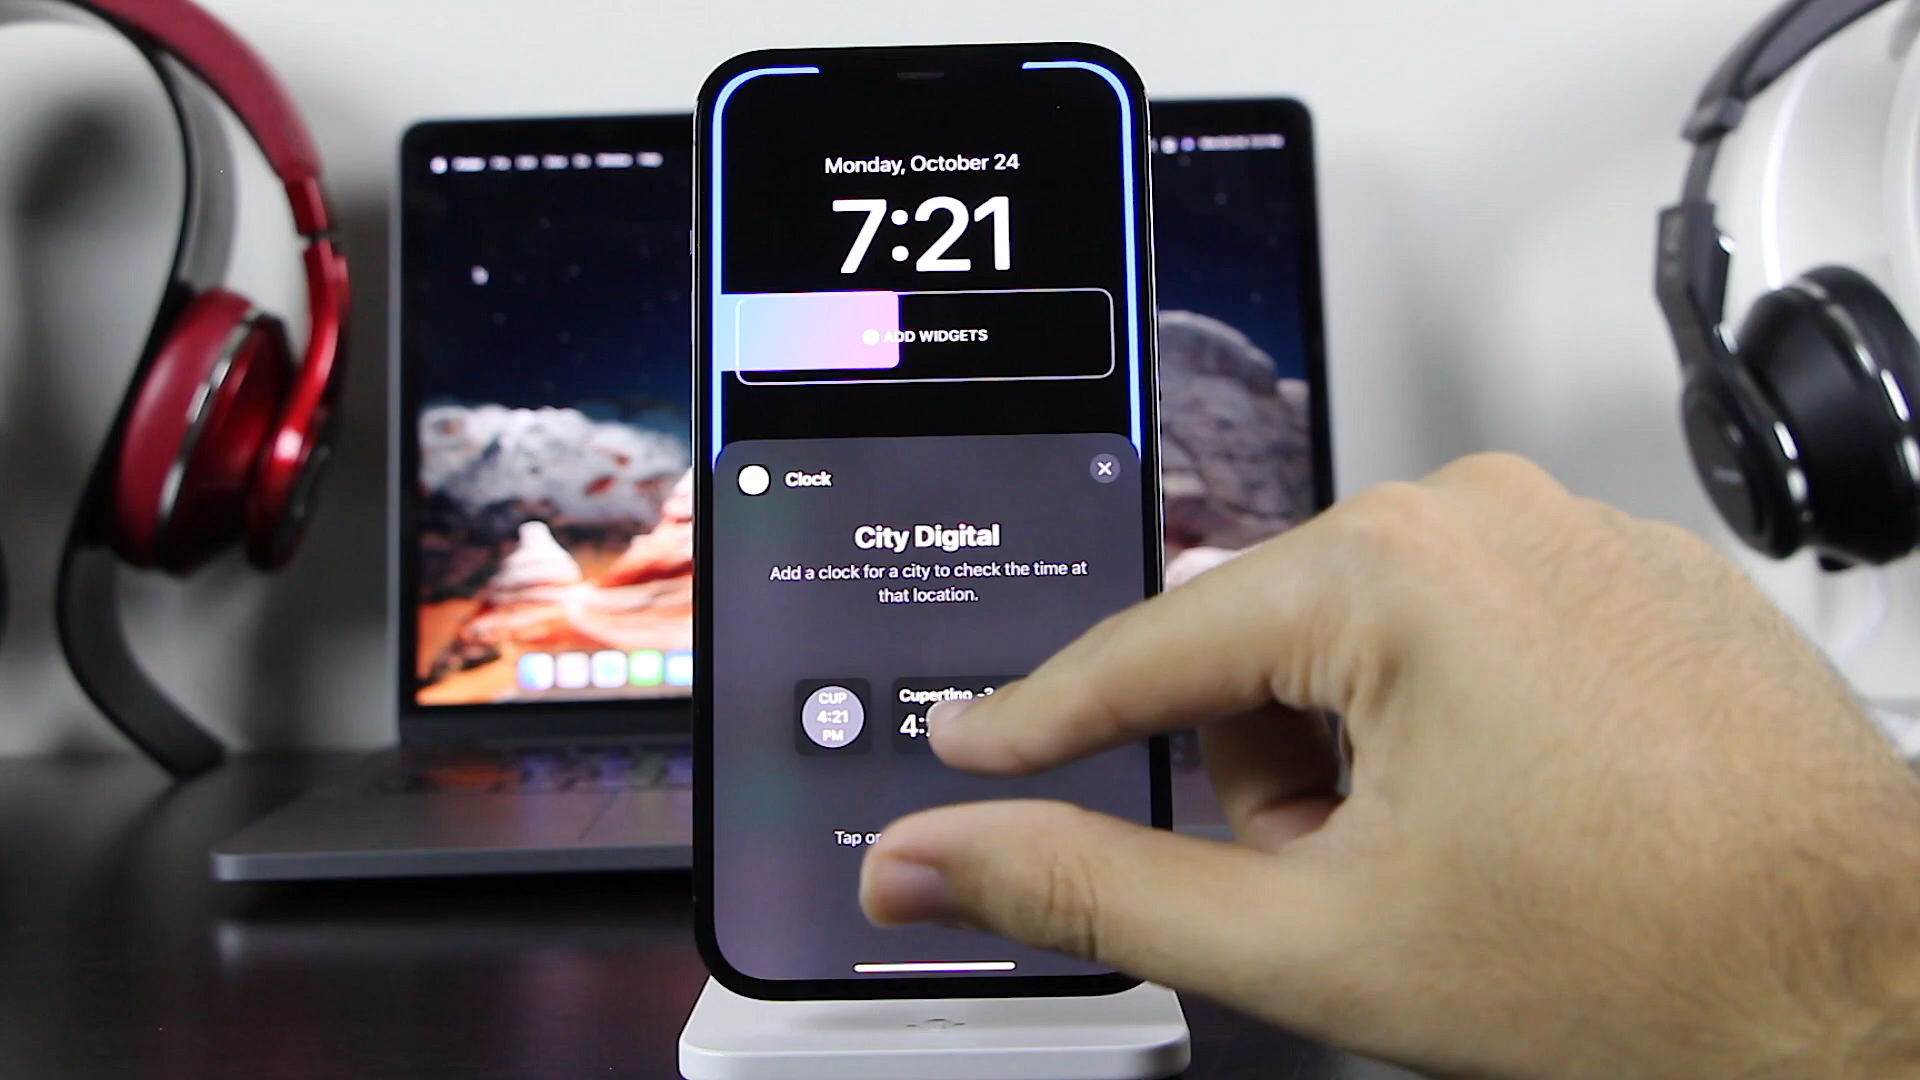 Monday, October 24
7:21
ADD WIDGETS
Clock
City Digital
Add a clock for a city to check the time at
that location.
CUP
4:21
PM
Cupertino
4:
Tap or